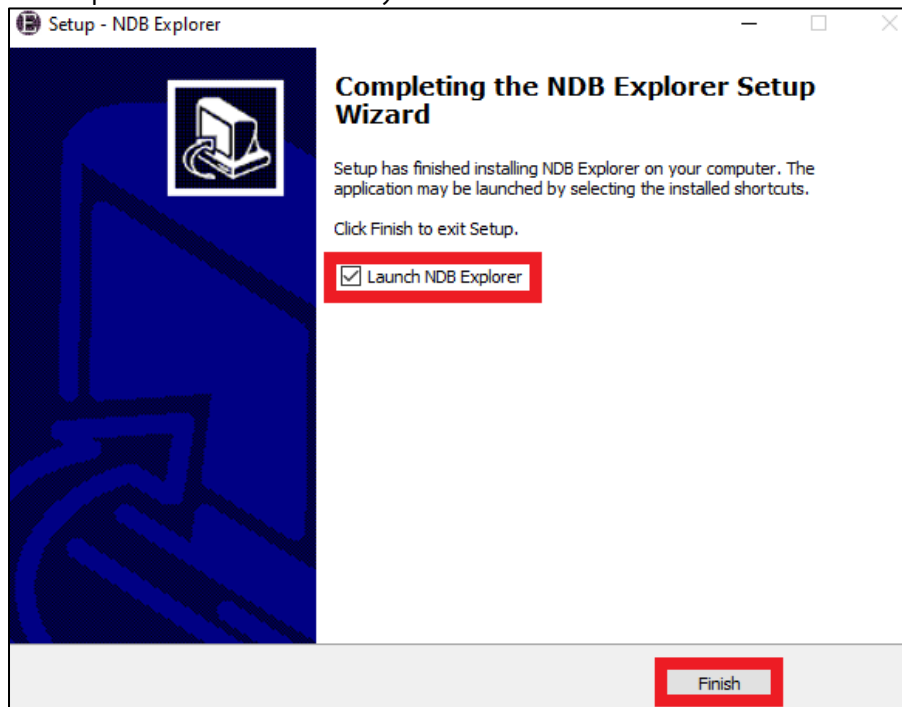 Setup - NDB Explorer
Completing the NDB Explorer Setup
Wizard
Setup has finished installing NDB Explorer on your computer. The
application may be launched by selecting the installed shortcuts.
Click Finish to exit Setup.
Launch NDB Explorer
Finish